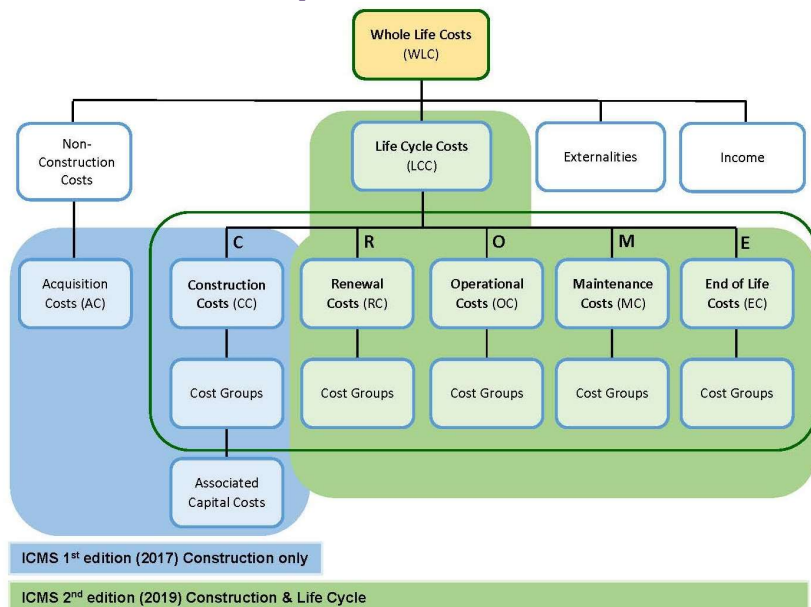 Whole Life Costs
(WLC)
Non-
Construction
Costs
Life Cycle Costs
(LCC)
Externalities
Income
C
R
O
M
E
Acquisition
Costs (AC)
Construction
Costs (CC)
Renewal
Costs (RC)
Operational
Costs (OC)
Maintenance
Costs (MC)
End of Life
Costs (EC)
Cost Groups
Cost Groups
Cost Groups
Cost Groups
Cost Groups
Associated
Capital Costs
ICMS 1st edition (2017) Construction only
ICMS 2nd edition (2019) Construction & Life Cycle